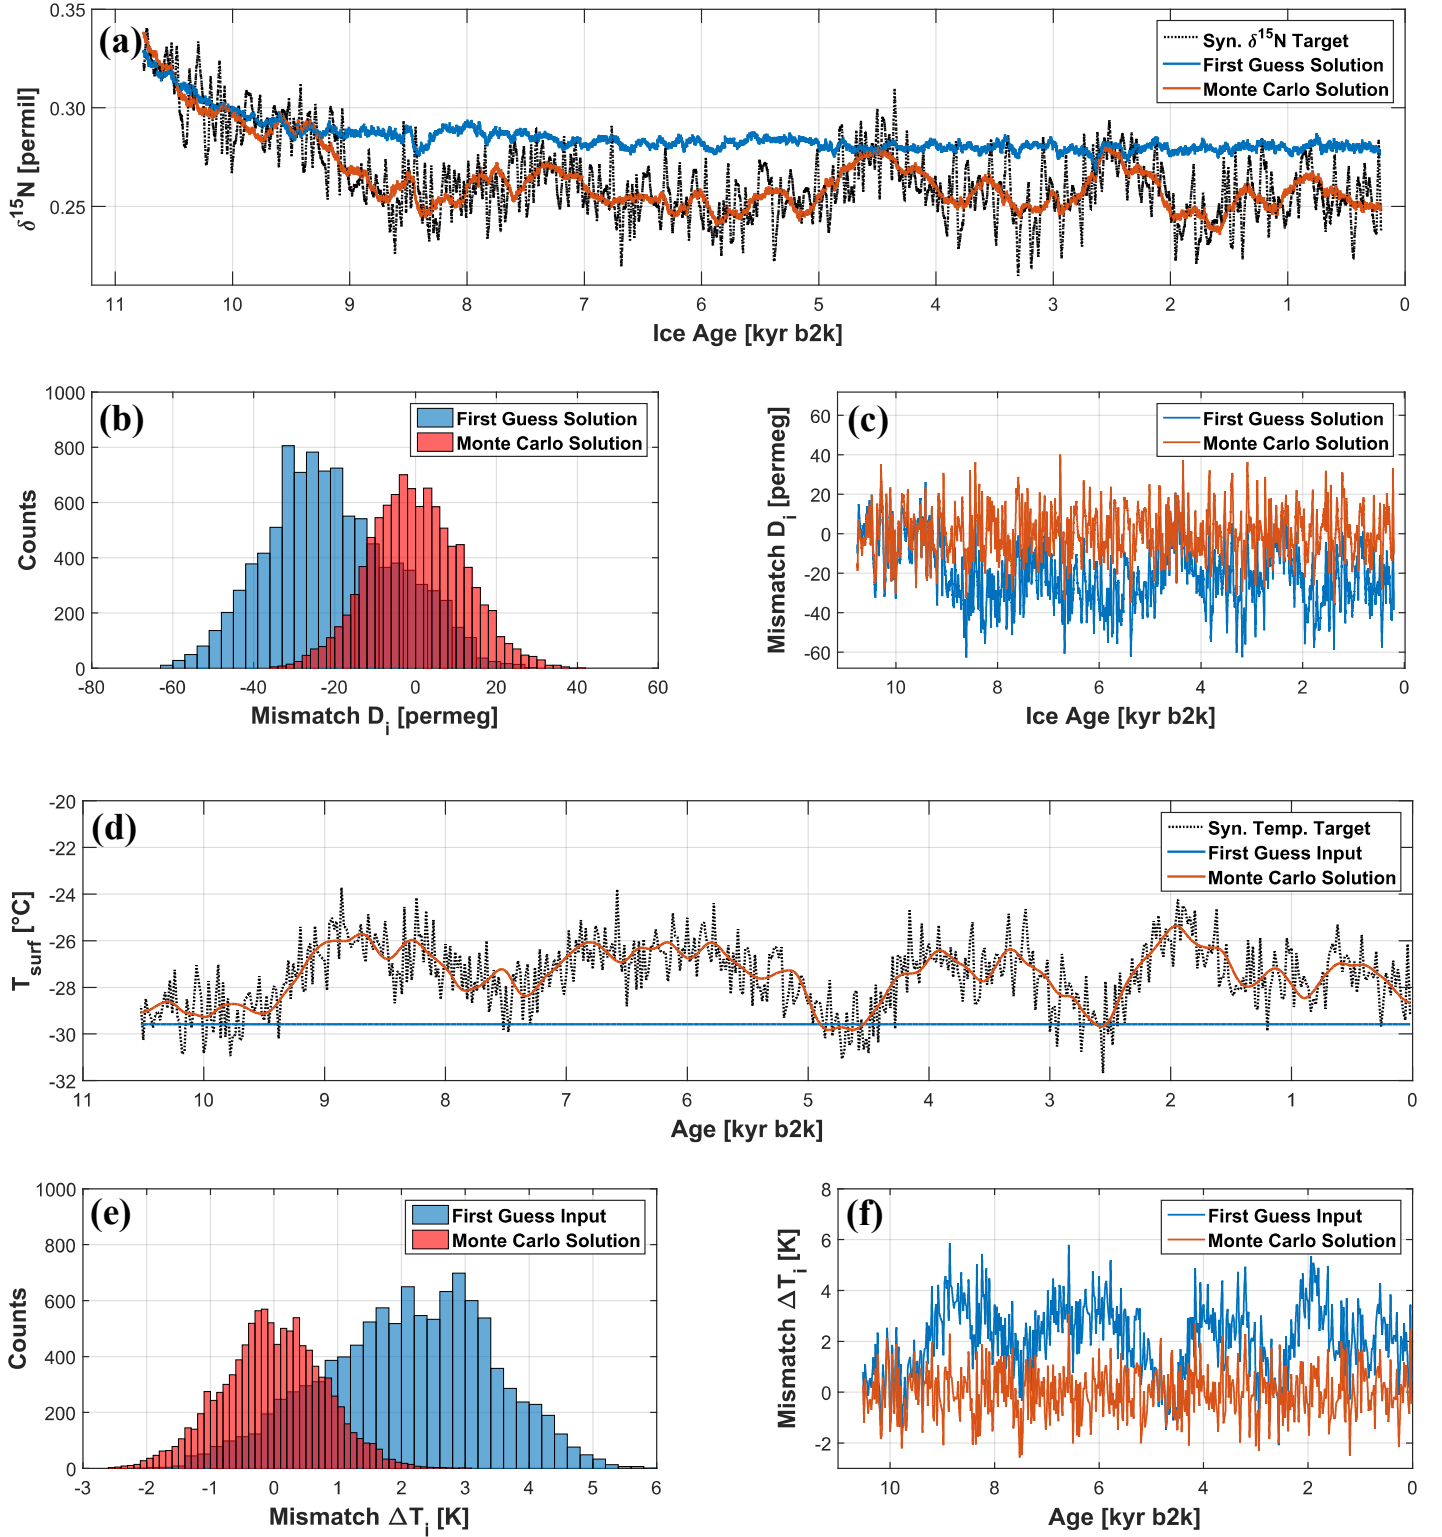 (a)
0.35
0.30
0.25
δ15N [permil]
Syn. δ15N Target
First Guess Solution
Monte Carlo Solution
11 10 9 8 7 6 5 4 3 2 1 0
Ice Age [kyr b2k]
(b)
1000
800
600
400
200
0
Counts
First Guess Solution
Monte Carlo Solution
-80 -60 -40 -20 0 20 40 60
Mismatch Di [permeg]
(c)
60
40
20
0
-20
-40
-60
Mismatch Di [permeg]
First Guess Solution
Monte Carlo Solution
10 8 6 4 2 0
Ice Age [kyr b2k]
(d)
-20
-22
-24
-26
-28
-30
-32
Tsurf [°C]
Syn. Temp. Target
First Guess Input
Monte Carlo Solution
11 10 9 8 7 6 5 4 3 2 1 0
Age [kyr b2k]
(e)
1000
800
600
400
200
0
Counts
First Guess Input
Monte Carlo Solution
-3 -2 -1 0 1 2 3 4 5 6
Mismatch ΔTi [K]
(f)
8
6
4
2
0
-2
Mismatch ΔTi [K]
First Guess Input
Monte Carlo Solution
10 8 6 4 2 0
Age [kyr b2k]